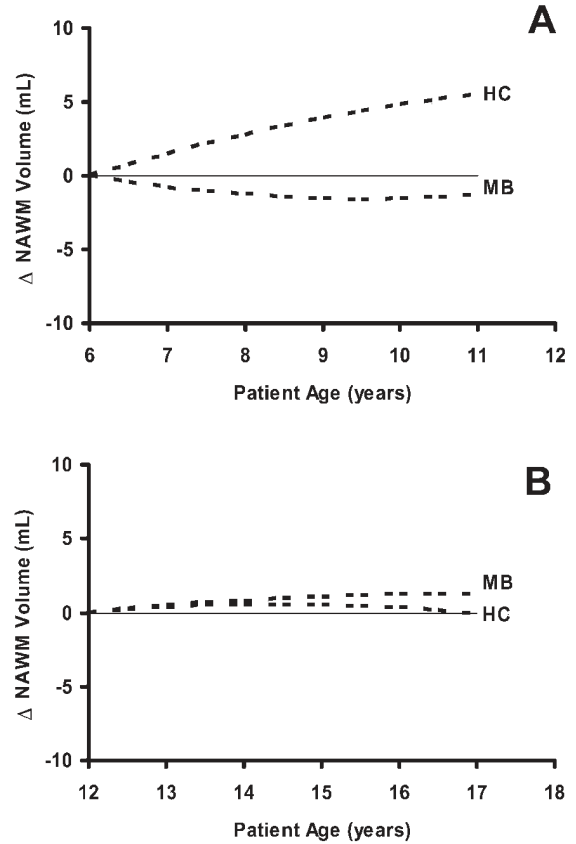 A
10
5
0
-5
-10
Δ NAWM Volume (mL)
HC
MB
6 7 8 9 10 11 12
Patient Age (years)
B
10
5
0
-5
-10
Δ NAWM Volume (mL)
MB
HC
12 13 14 15 16 17 18
Patient Age (years)